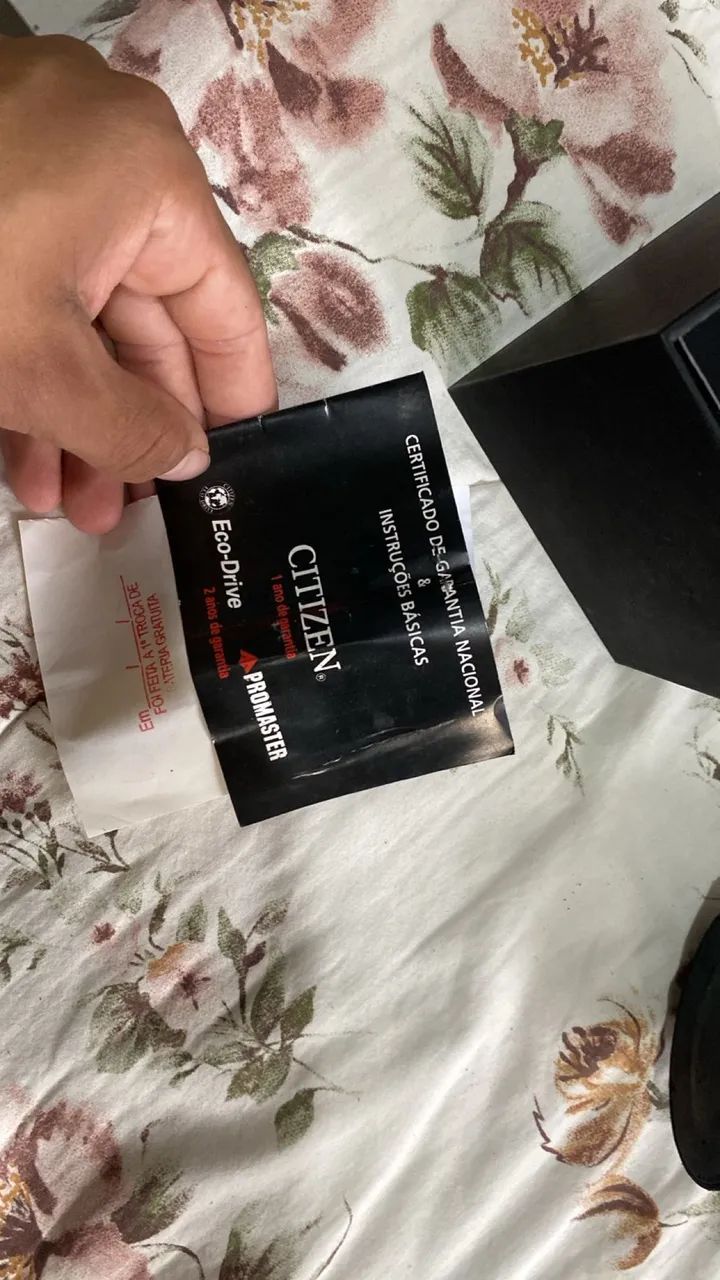 CERTIFICADO DE GARANTIA NACIONAL
&
INSTRUÇÕES BÁSICAS
CITIZEN®
1 ano de garantia
Eco-Drive
PROMASTER
2 anos de garantia
Em
FOI FEITA A 1ª TROCA DE
BATERIA GRATUITA